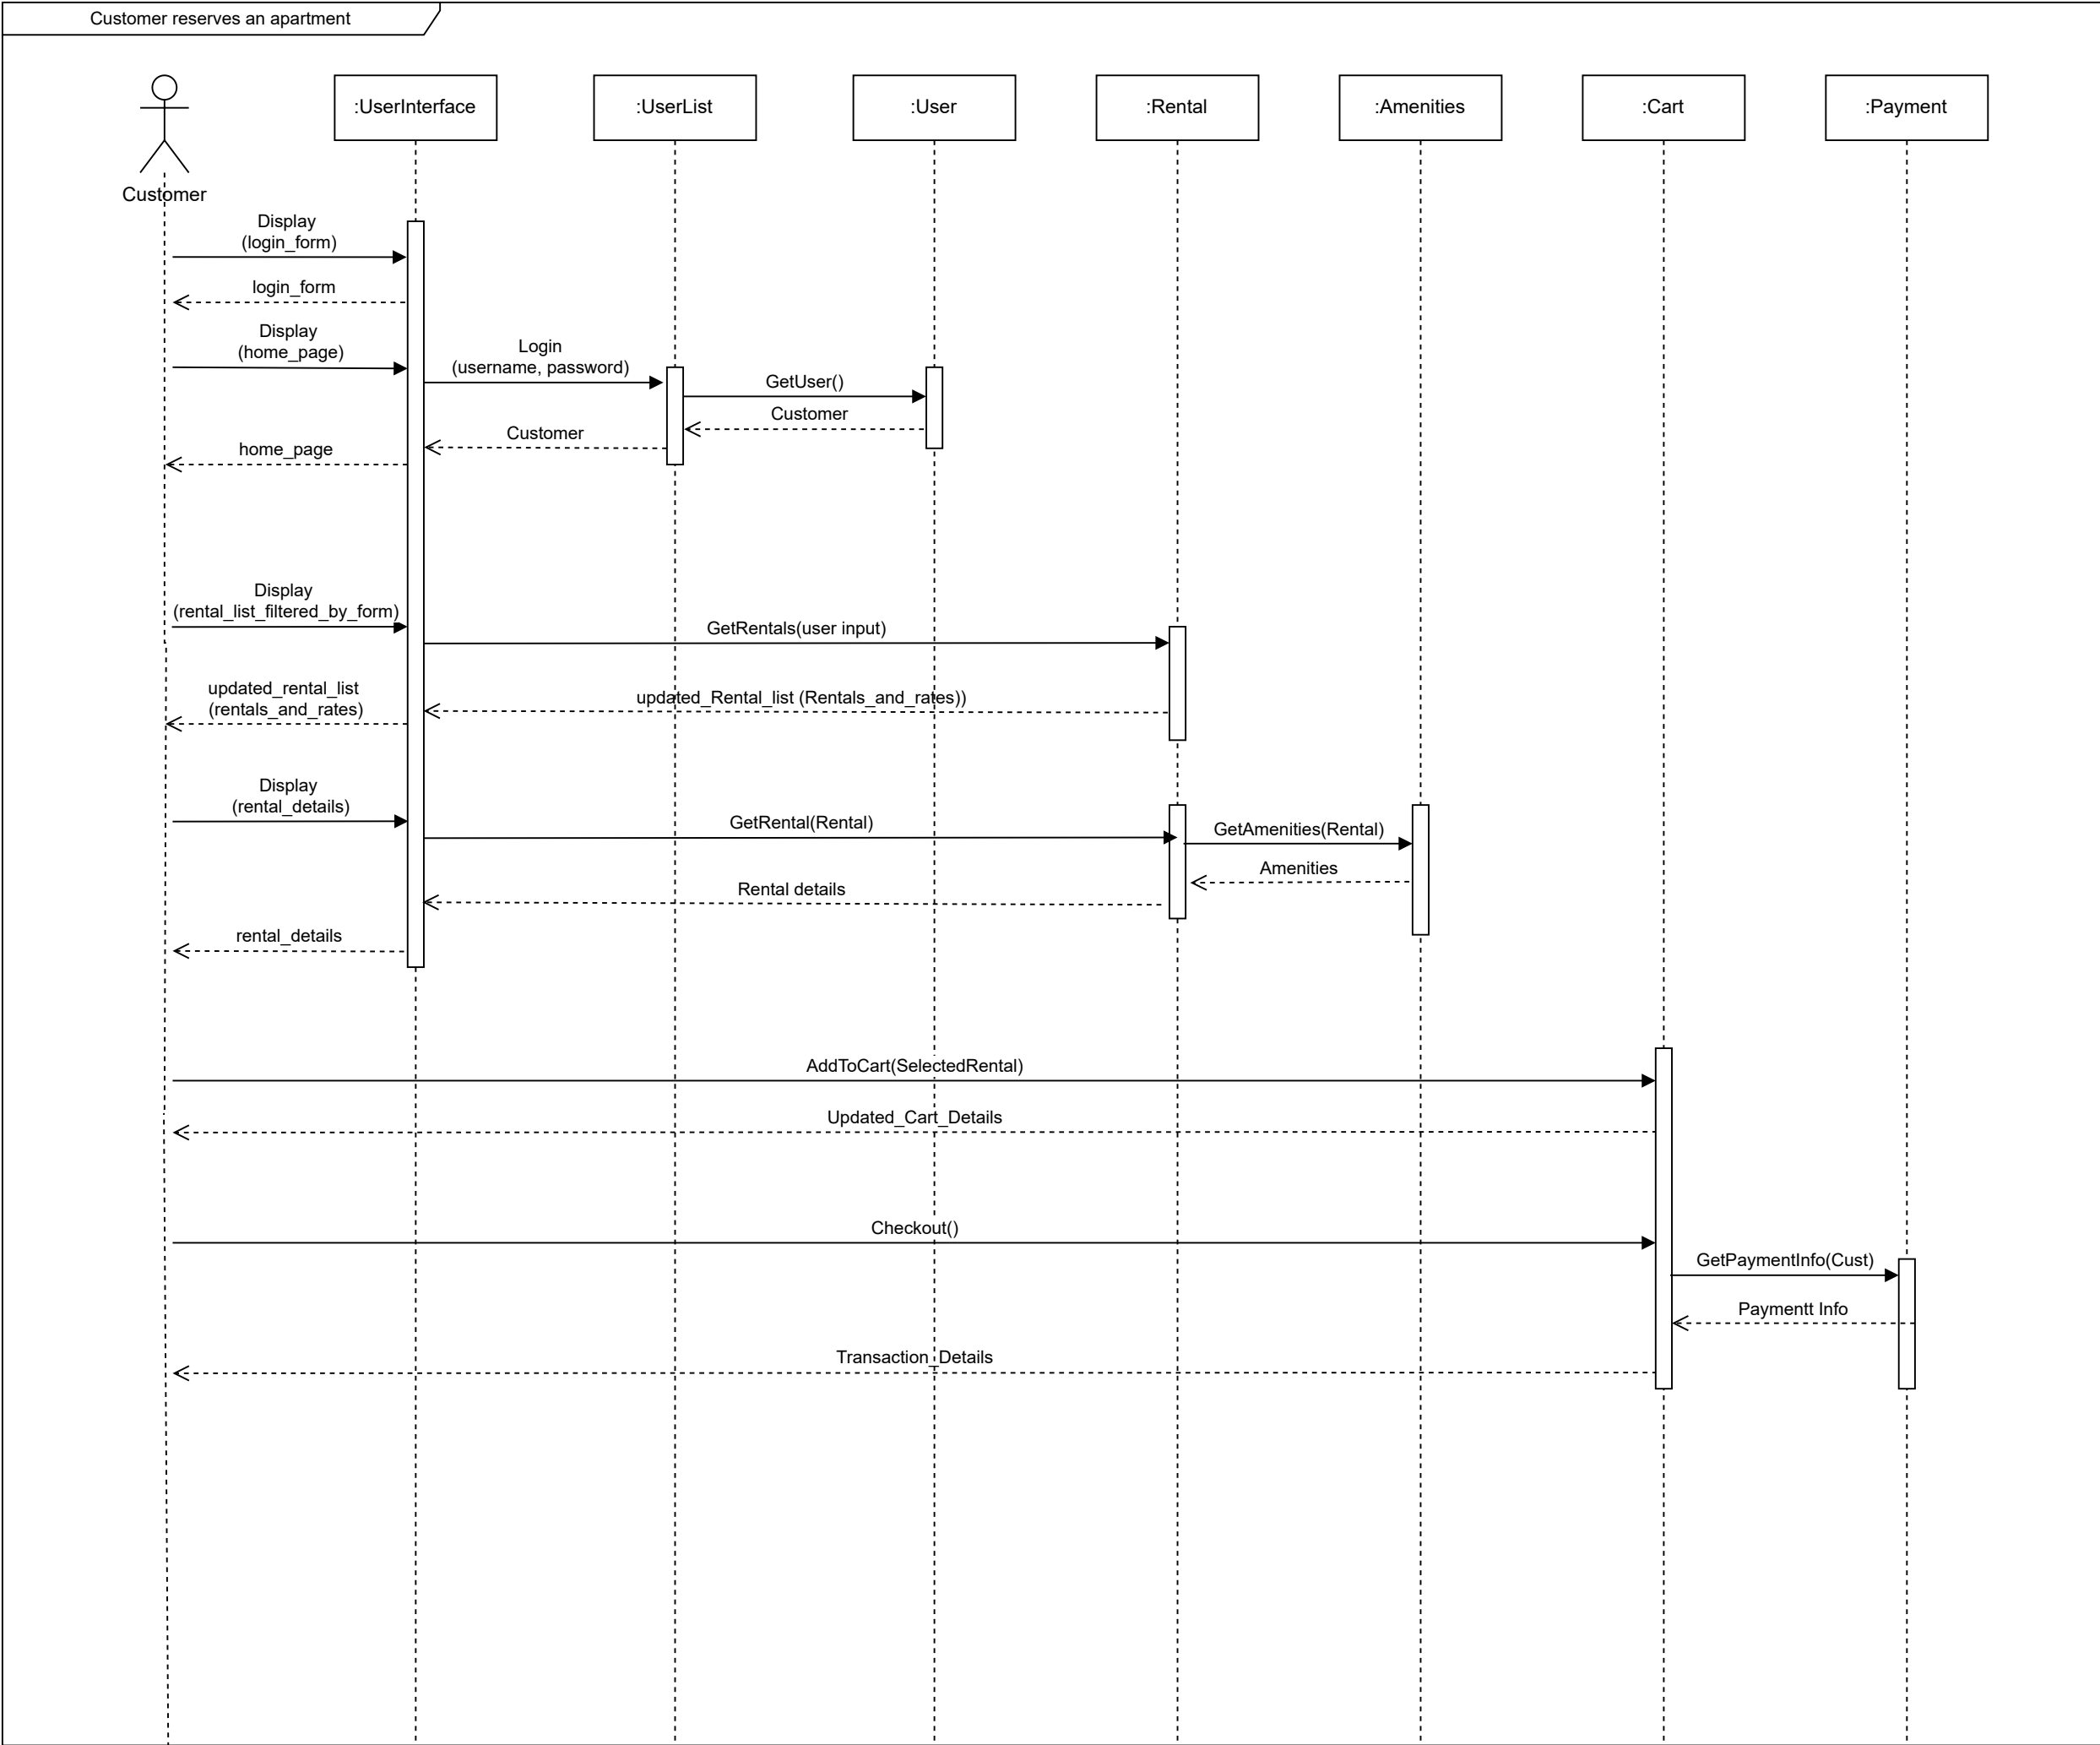 Customer reserves an apartment
:UserInterface
:UserList
:User
:Rental
:Amenities
:Cart
:Payment
Customer
Display
(login_form)
login_form
Display
(home_page)
Login
(username, password)
GetUser()
Customer
Customer
home_page
Display
(rental_list_filtered_by_form)
GetRentals(user input)
updated_rental_list
(rentals_and_rates)
updated_Rental_list (Rentals_and_rates))
Display
(rental_details)
GetRental(Rental)
GetAmenities(Rental)
Amenities
Rental details
rental_details
AddToCart(SelectedRental)
Updated_Cart_Details
Checkout()
GetPaymentInfo(Cust)
Paymentt Info
Transaction_Details